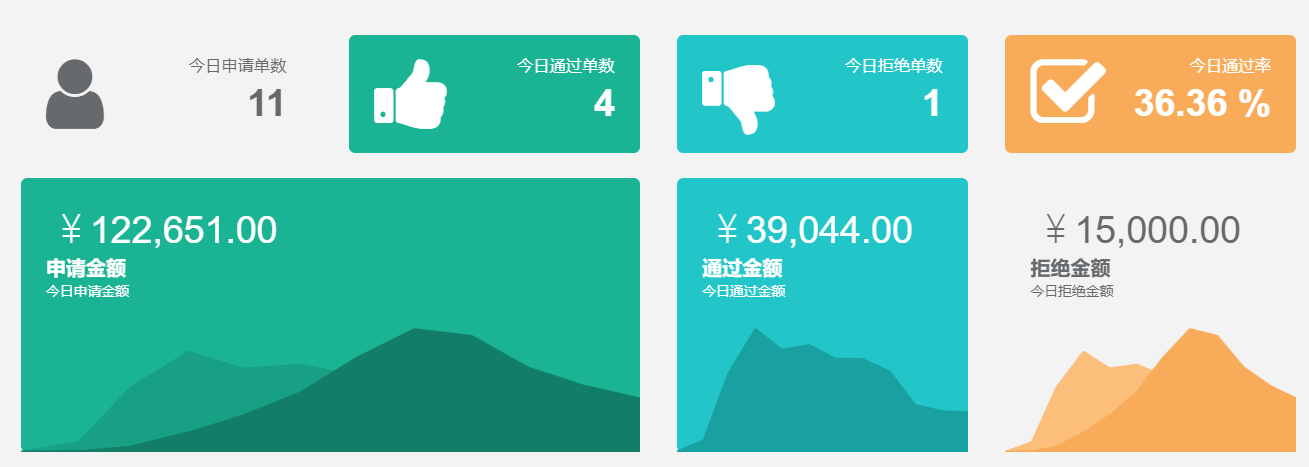 今日申请单数
11
今日通过单数
4
今日拒绝单数
1
今日通过率
36.36 %
￥122,651.00
申请金额
今日申请金额
￥39,044.00
通过金额
今日通过金额
￥15,000.00
拒绝金额
今日拒绝金额